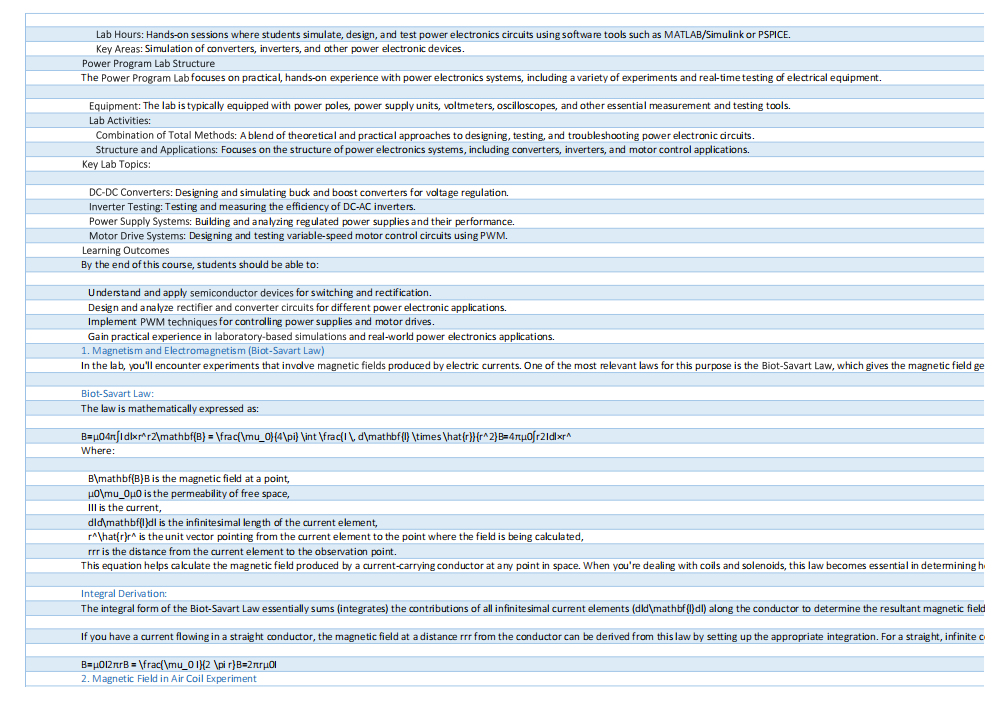 Lab Hours: Hands-on sessions where students simulate, design, and test power electronics circuits using software tools such as MATLAB/Simulink or PSPICE.
Key Areas: Simulation of converters, inverters, and other power electronic devices.
Power Program Lab Structure
The Power Program Lab focuses on practical, hands-on experience with power electronics systems, including a variety of experiments and real-time testing of electrical equipment.
Equipment: The lab is typically equipped with power poles, power supply units, voltmeters, oscilloscopes, and other essential measurement and testing tools.
Lab Activities:
Combination of Total Methods: A blend of theoretical and practical approaches to designing, testing, and troubleshooting power electronic circuits.
Structure and Applications: Focuses on the structure of power electronics systems, including converters, inverters, and motor control applications.
Key Lab Topics:
DC-DC Converters: Designing and simulating buck and boost converters for voltage regulation.
Inverter Testing: Testing and measuring the efficiency of DC-AC inverters.
Power Supply Systems: Building and analyzing regulated power supplies and their performance.
Motor Drive Systems: Designing and testing variable-speed motor control circuits using PWM.
Learning Outcomes
By the end of this course, students should be able to:
Understand and apply semiconductor devices for switching and rectification.
Design and analyze rectifier and converter circuits for different power electronic applications.
Implement PWM techniques for controlling power supplies and motor drives.
Gain practical experience in laboratory-based simulations and real-world power electronics applications.
1. Magnetism and Electromagnetism (Biot-Savart Law)
In the lab, you'll encounter experiments that involve magnetic fields produced by electric currents. One of the most relevant laws for this purpose is the Biot-Savart Law, which gives the magnetic field ge
Biot-Savart Law:
The law is mathematically expressed as:
B=μ04π∫Idl×r^r2\mathbf{B} = \frac{\mu_0}{4\pi} \int \frac{I \, d\mathbf{l} \times \hat{r}}{r^2}B=4πμ0∫r2Idl×r^
Where:
B\mathbf{B}B is the magnetic field at a point,
μ0\mu_0μ0 is the permeability of free space,
III is the current,
dld\mathbf{l}dl is the infinitesimal length of the current element,
r^\hat{r}r^ is the unit vector pointing from the current element to the point where the field is being calculated,
rrr is the distance from the current element to the observation point.
This equation helps calculate the magnetic field produced by a current-carrying conductor at any point in space. When you're dealing with coils and solenoids, this law becomes essential in determining h
Integral Derivation:
The integral form of the Biot-Savart Law essentially sums (integrates) the contributions of all infinitesimal current elements (dld\mathbf{l}dl) along the conductor to determine the resultant magnetic field
If you have a current flowing in a straight conductor, the magnetic field at a distance rrr from the conductor can be derived from this law by setting up the appropriate integration. For a straight, infinite c
B=μ0I2πrB = \frac{\mu_0 I}{2 \pi r}B=2πrμ0I
2. Magnetic Field in Air Coil Experiment